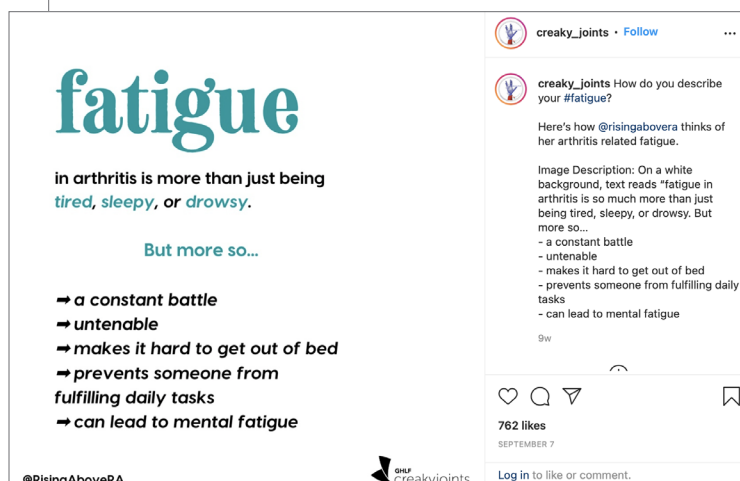 fatigue
in arthritis is more than just being
tired, sleepy, or drowsy.
But more so...
➡ a constant battle
➡ untenable
➡ makes it hard to get out of bed
➡ prevents someone from
fulfilling daily tasks
➡ can lead to mental fatigue
@RisingAboveRA
GHLF
creakyjoints
creaky_joints • Follow
...
creaky_joints How do you describe
your #fatigue?
Here's how @risingabovera thinks of
her arthritis related fatigue.
Image Description: On a white
background, text reads “fatigue in
arthritis is so much more than just
being tired, sleepy, or drowsy. But
more so...
- a constant battle
- untenable
- makes it hard to get out of bed
- prevents someone from fulfilling daily
tasks
- can lead to mental fatigue
9w
762 likes
SEPTEMBER 7
Log in to like or comment.